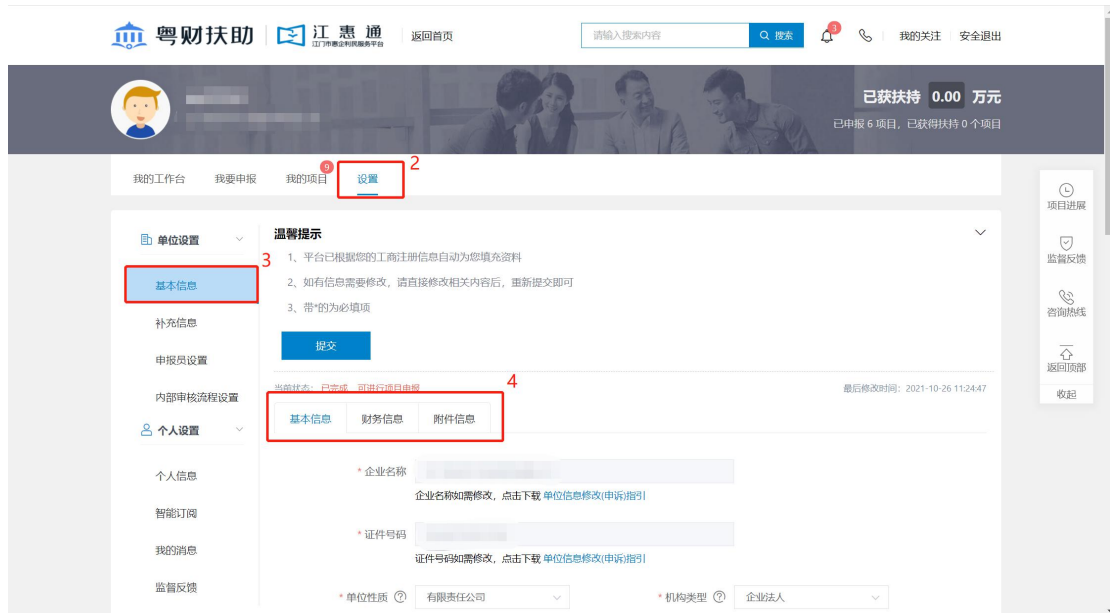 粤财扶助 江惠通 返回首页 请输入搜索内容 搜索 3 我的关注 安全退出
江门市惠企利民服务平台
已获扶持 0.00 万元
已申报 6 项目，已获得扶持 0 个项目
我的工作台 我要申报 我的项目 9 设置 2
项目进展
监督反馈
咨询热线
返回顶部
收起
单位设置
3
基本信息
补充信息
申报员设置
内部审核流程设置
个人设置
个人信息
智能订阅
我的消息
监督反馈
温馨提示
1、平台已根据您的工商注册信息自动为您填充资料
2、如有信息需要修改，请直接修改相关内容后，重新提交即可
3、带*的为必填项
提交
当前状态：已完成 可进行项目申报 最后修改时间：2021-10-26 11:24:47
4
基本信息 财务信息 附件信息
* 企业名称
企业名称如需修改，点击下载 单位信息修改(申诉)指引
* 证件号码
证件号码如需修改，点击下载 单位信息修改(申诉)指引
* 单位性质 ? 有限责任公司 * 机构类型 ? 企业法人